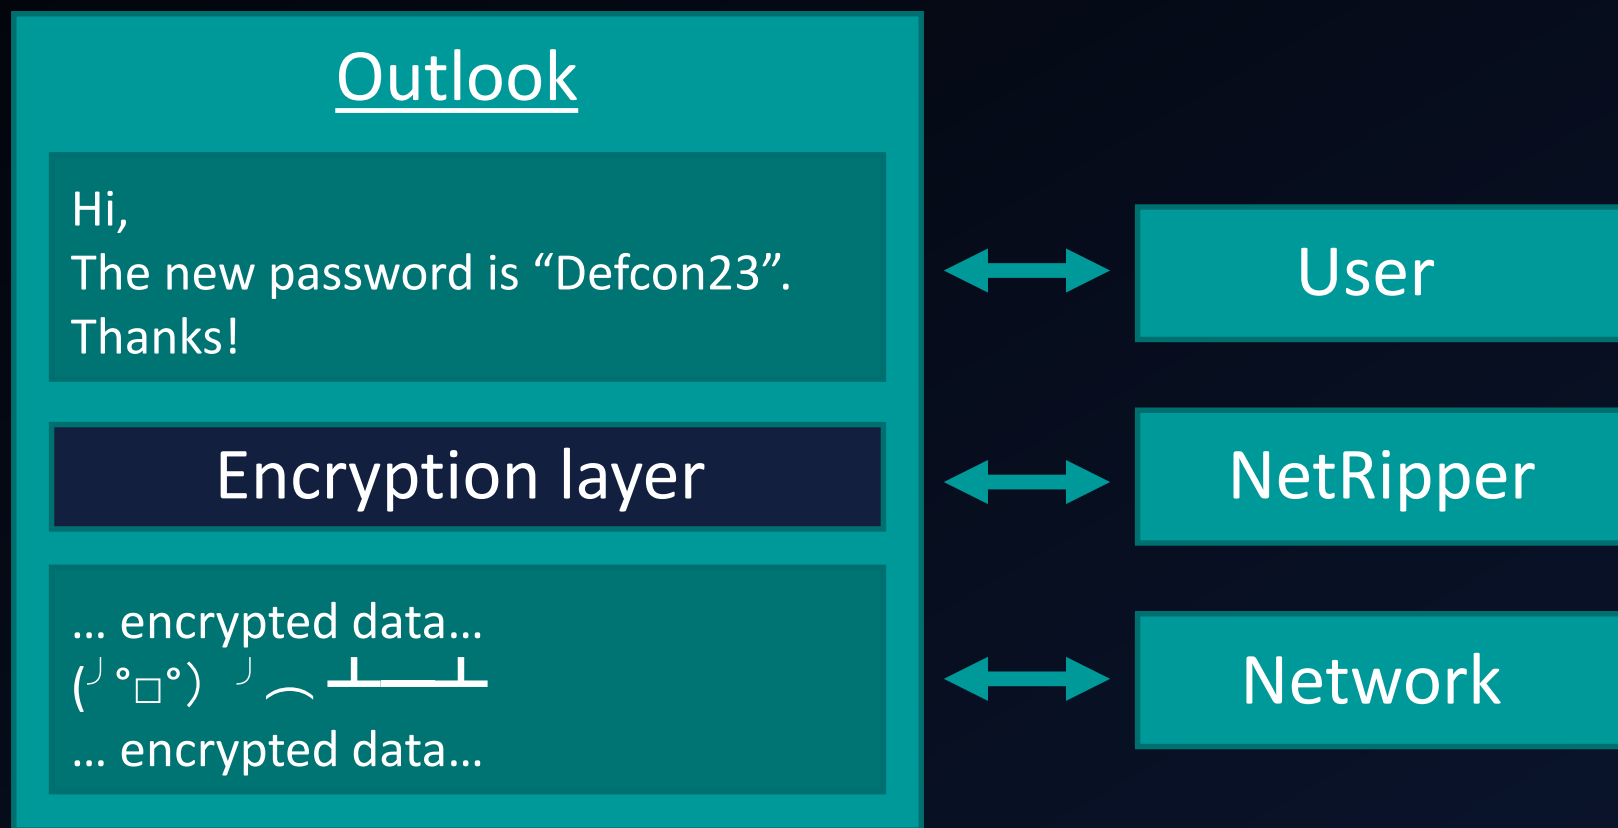 Outlook
Hi,
The new password is “Defcon23”.
Thanks!
Encryption layer
... encrypted data...
(╯°□°）╯︵ ┻━┻
... encrypted data...
User
NetRipper
Network